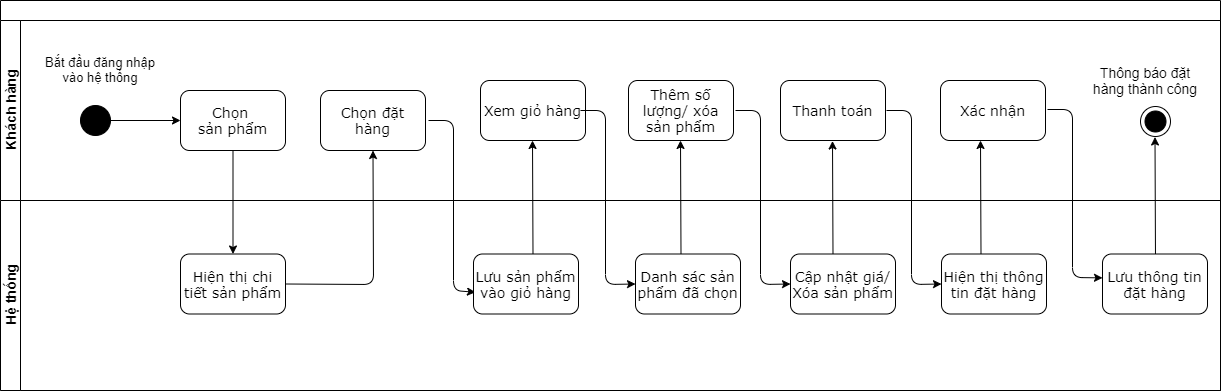 Khách hàng
Bắt đầu đăng nhập
vào hệ thống
Chọn
sản phẩm
Chọn đặt
hàng
Xem giỏ hàng
Thêm số
lượng/ xóa
sản phẩm
Thanh toán
Xác nhận
Thông báo đặt
hàng thành công
Hệ thống
Hiện thị chi
tiết sản phẩm
Lưu sản phẩm
vào giỏ hàng
Danh sác sản
phẩm đã chọn
Cập nhật giá/
Xóa sản phẩm
Hiện thị thông
tin đặt hàng
Lưu thông tin
đặt hàng